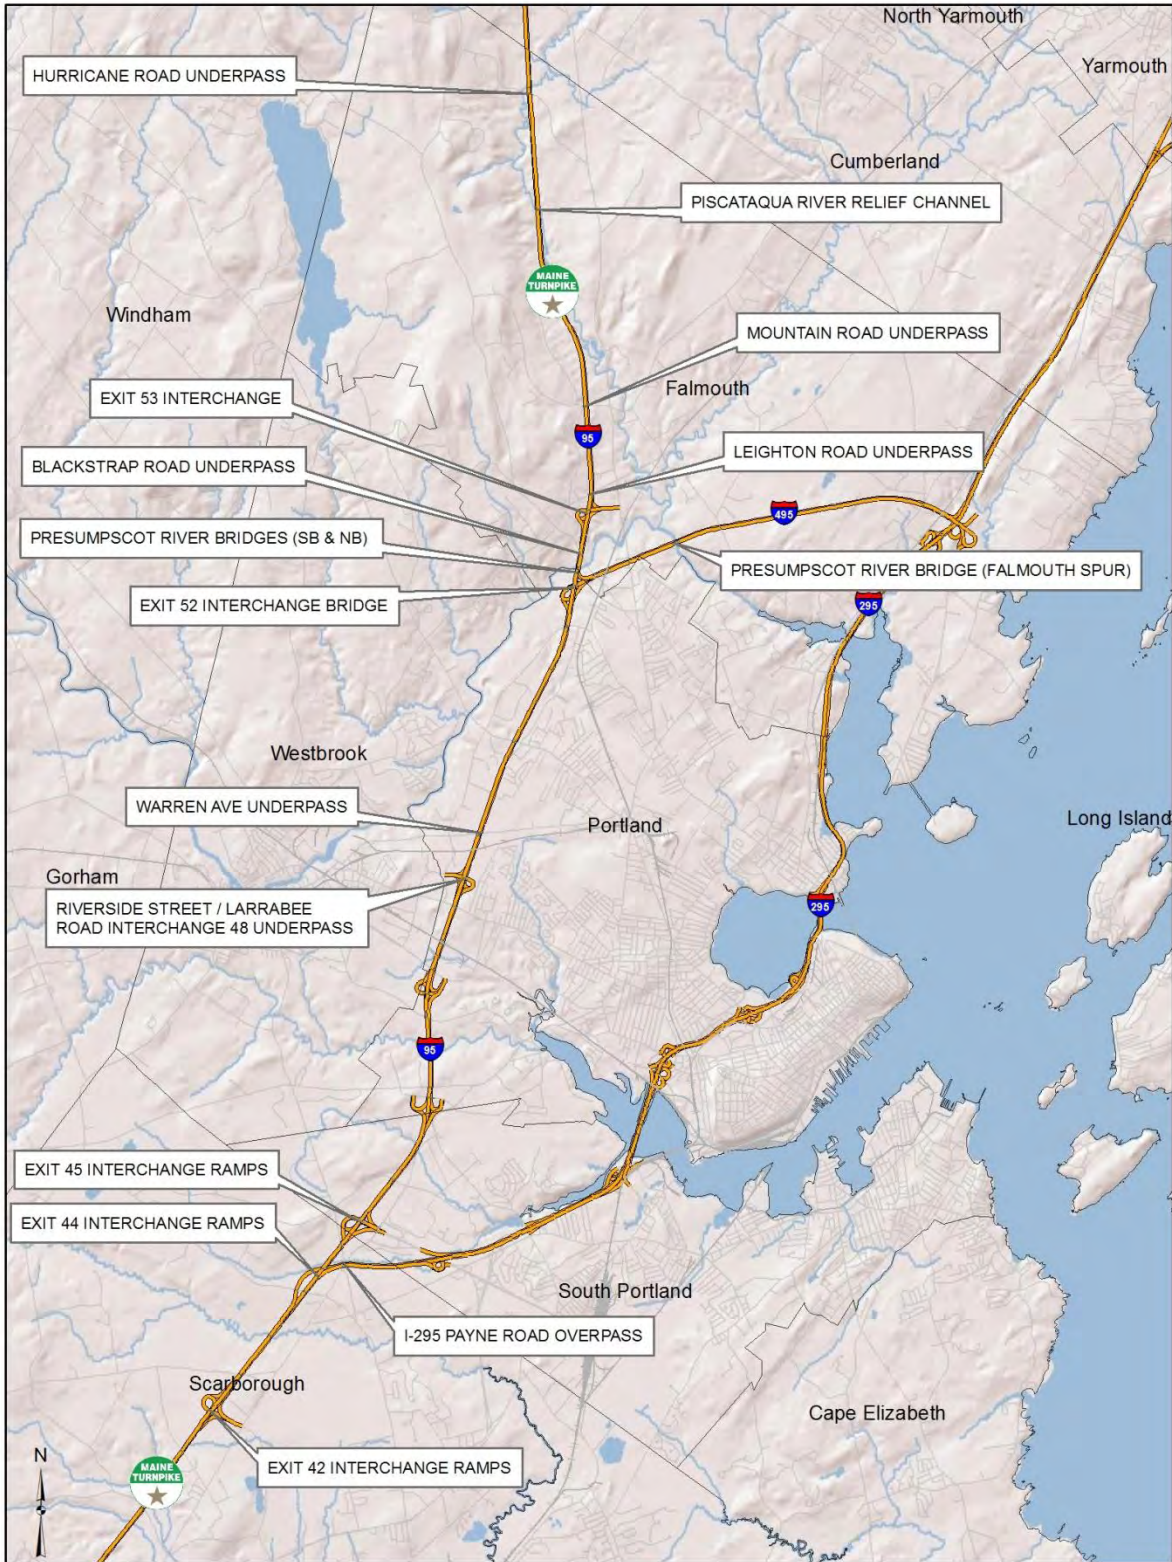 North Yarmouth
HURRICANE ROAD UNDERPASS
Yarmouth
Cumberland
PISCATAQUA RIVER RELIEF CHANNEL
MAINE
TURNPIKE
Windham
MOUNTAIN ROAD UNDERPASS
EXIT 53 INTERCHANGE
Falmouth
95
LEIGHTON ROAD UNDERPASS
BLACKSTRAP ROAD UNDERPASS
495
PRESUMPSCOT RIVER BRIDGES (SB & NB)
PRESUMPSCOT RIVER BRIDGE (FALMOUTH SPUR)
EXIT 52 INTERCHANGE BRIDGE
295
Westbrook
WARREN AVE UNDERPASS
Portland
Long Island
Gorham
RIVERSIDE STREET / LARRABEE
ROAD INTERCHANGE 48 UNDERPASS
295
95
EXIT 45 INTERCHANGE RAMPS
EXIT 44 INTERCHANGE RAMPS
South Portland
I-295 PAYNE ROAD OVERPASS
Scarborough
Cape Elizabeth
N
EXIT 42 INTERCHANGE RAMPS
MAINE
TURNPIKE